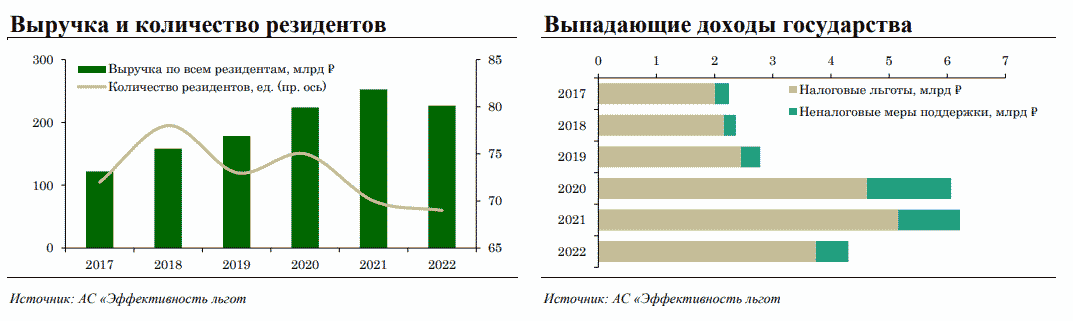 Выручка и количество резидентов
300
200
100
0
85
80
75
70
65
Выручка по всем резидентам, млрд ₽
Количество резидентов, ед. (пр. ось)
2017 2018 2019 2020 2021 2022
Источник: АС «Эффективность льгот
Выпадающие доходы государства
0 1 2 3 4 5 6 7
Налоговые льготы, млрд ₽
Неналоговые меры поддержки, млрд ₽
2017
2018
2019
2020
2021
2022
Источник: АС «Эффективность льгот